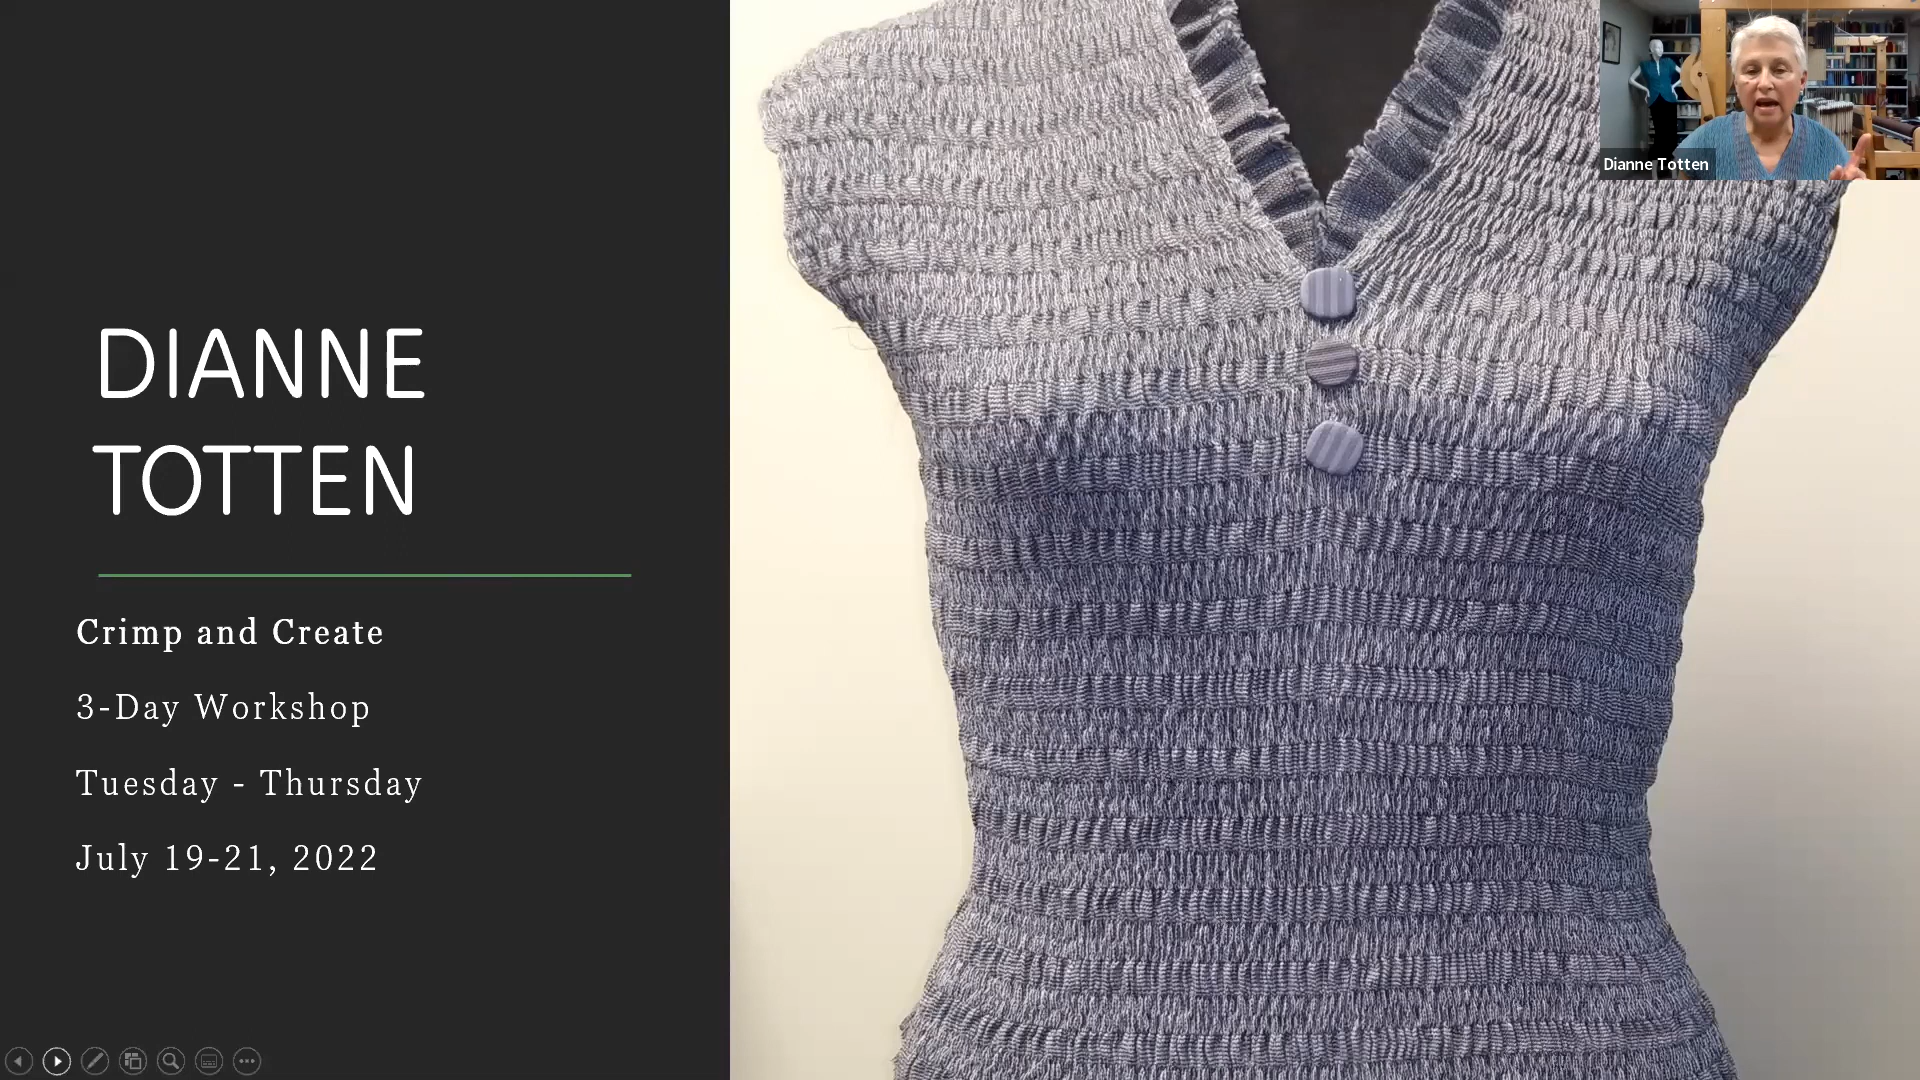 DIANNE
TOTTEN
Crimp and Create
3-Day Workshop
Tuesday - Thursday
July 19-21, 2022
Dianne Totten